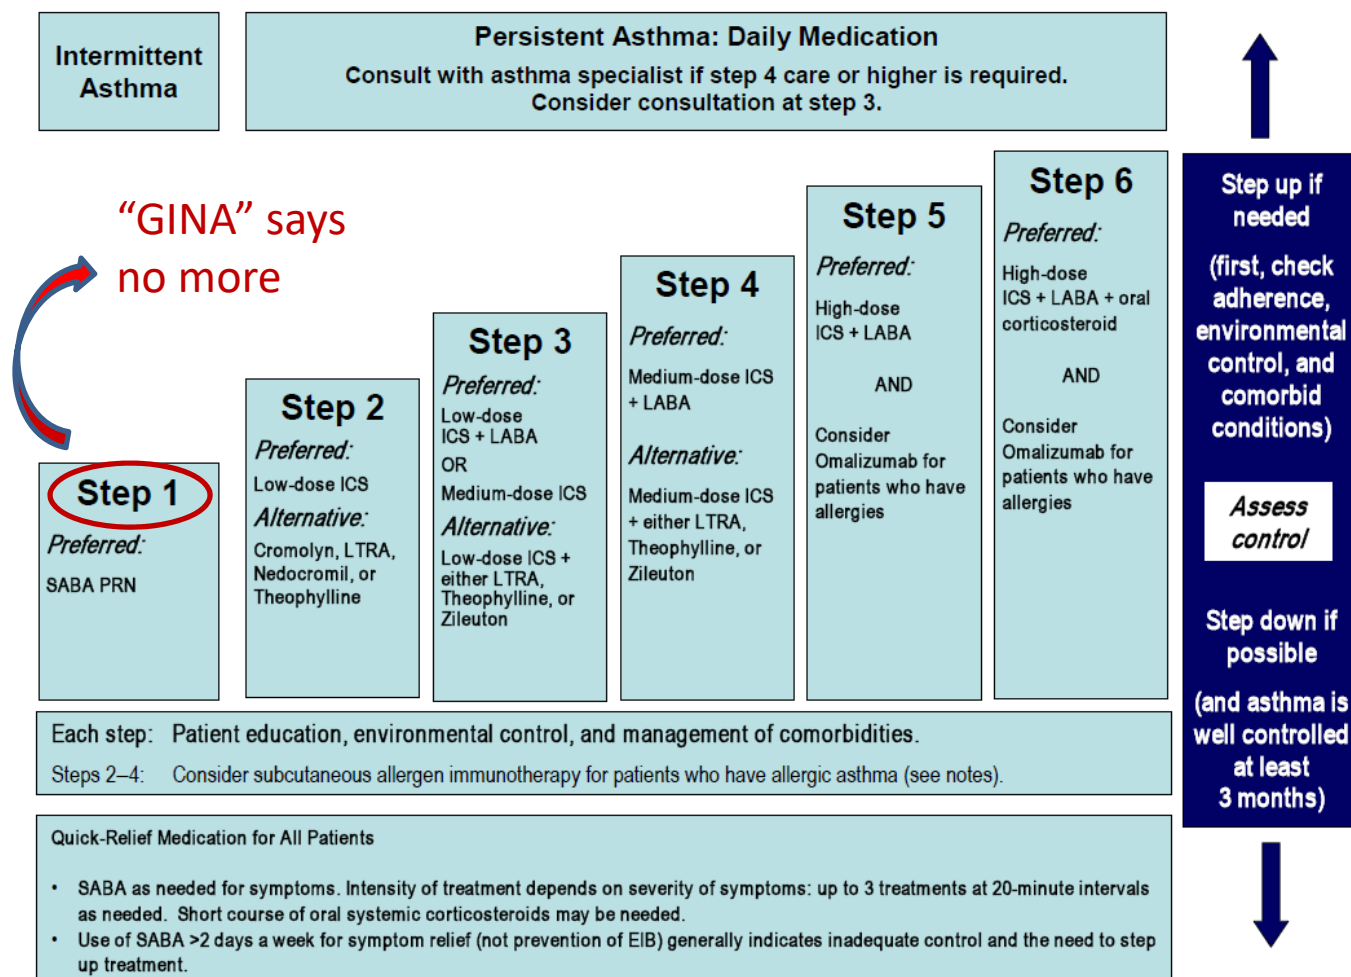 Intermittent
Asthma
Persistent Asthma: Daily Medication
Consult with asthma specialist if step 4 care or higher is required.
Consider consultation at step 3.
“GINA” says
no more
Step 1
Preferred:
SABA PRN
Step 2
Preferred:
Low-dose ICS
Alternative:
Cromolyn, LTRA,
Nedocromil, or
Theophylline
Step 3
Preferred:
Low-dose
ICS + LABA
OR
Medium-dose ICS
Alternative:
Low-dose ICS +
either LTRA,
Theophylline, or
Zileuton
Step 4
Preferred:
Medium-dose ICS
+ LABA
Alternative:
Medium-dose ICS
+ either LTRA,
Theophylline, or
Zileuton
Step 5
Preferred:
High-dose
ICS + LABA
AND
Consider
Omalizumab for
patients who have
allergies
Step 6
Preferred:
High-dose
ICS + LABA + oral
corticosteroid
AND
Consider
Omalizumab for
patients who have
allergies
Step up if
needed
(first, check
adherence,
environmental
control, and
comorbid
conditions)
Assess
control
Step down if
possible
(and asthma is
well controlled
at least
3 months)
Each step: Patient education, environmental control, and management of comorbidities.
Steps 2–4: Consider subcutaneous allergen immunotherapy for patients who have allergic asthma (see notes).
Quick-Relief Medication for All Patients
• SABA as needed for symptoms. Intensity of treatment depends on severity of symptoms: up to 3 treatments at 20-minute intervals
as needed. Short course of oral systemic corticosteroids may be needed.
• Use of SABA >2 days a week for symptom relief (not prevention of EIB) generally indicates inadequate control and the need to step
up treatment.